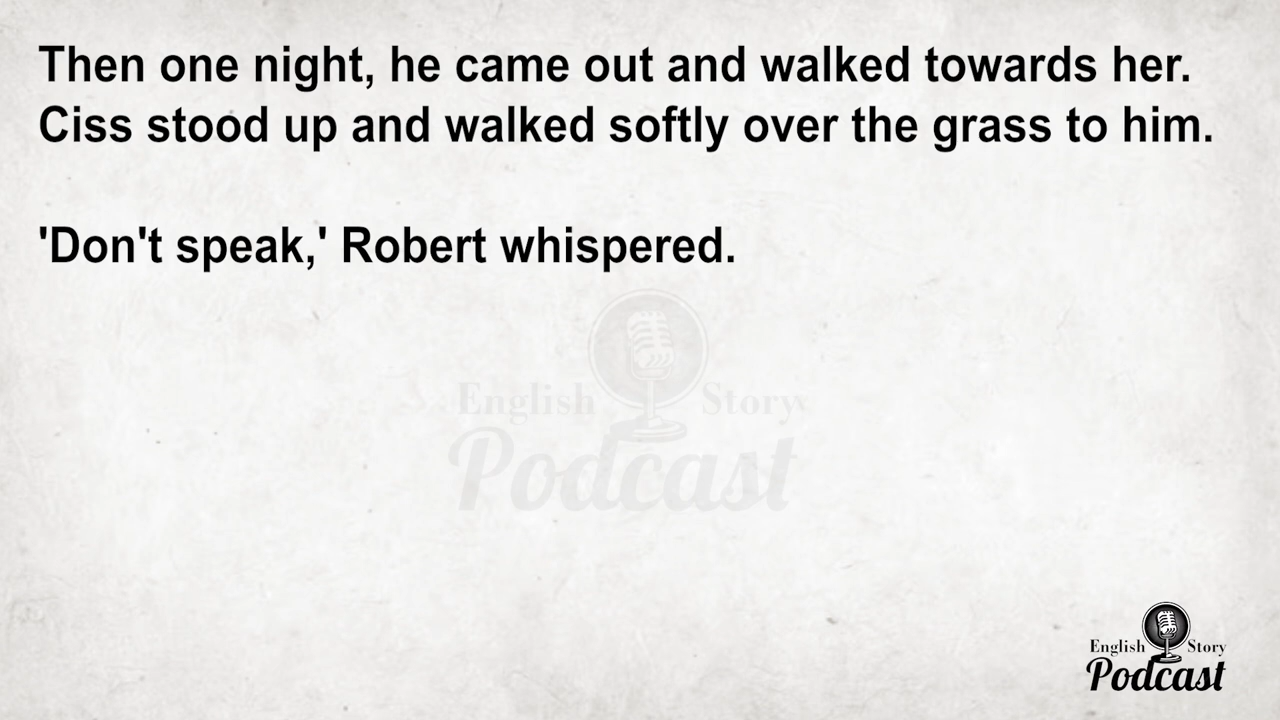 Then one night, he came out and walked towards her.
Ciss stood up and walked softly over the grass to him.
'Don't speak,' Robert whispered.
English Story
Podcast
English Story
Podcast